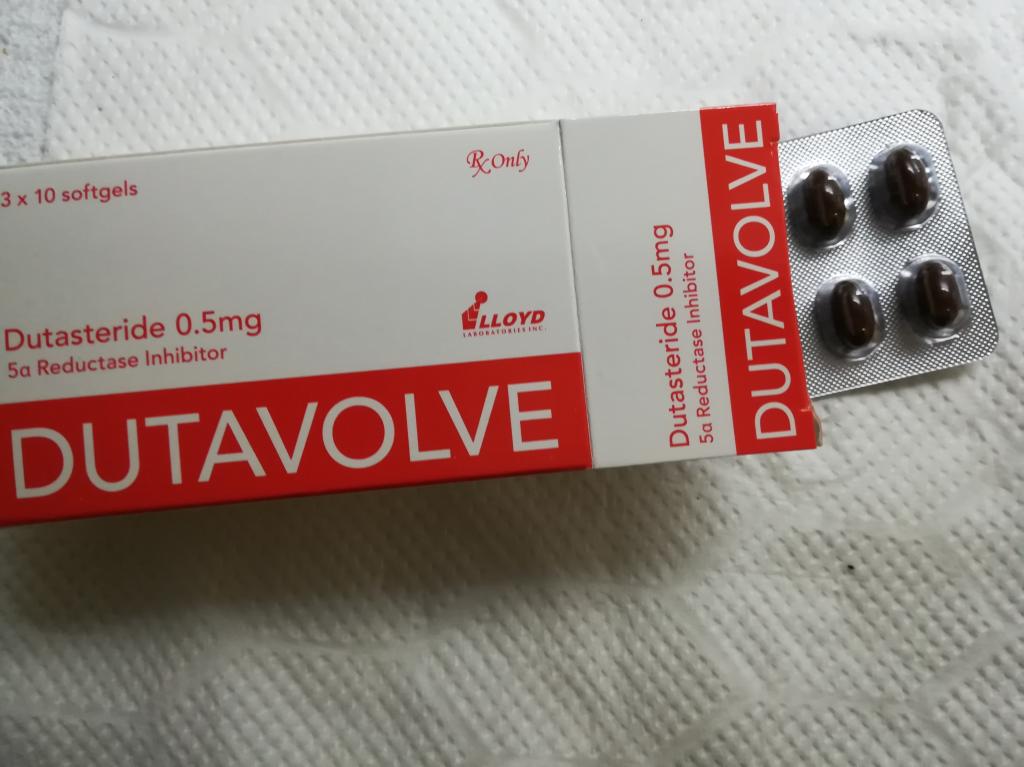 3 x 10 softgels
Rx Only
Dutasteride 0.5mg
5α Reductase Inhibitor
LLOYD
LABORATORIES INC.
DUTAVOLVE
Dutasteride 0.5mg
5α Reductase Inhibitor
DUTAVOLVE